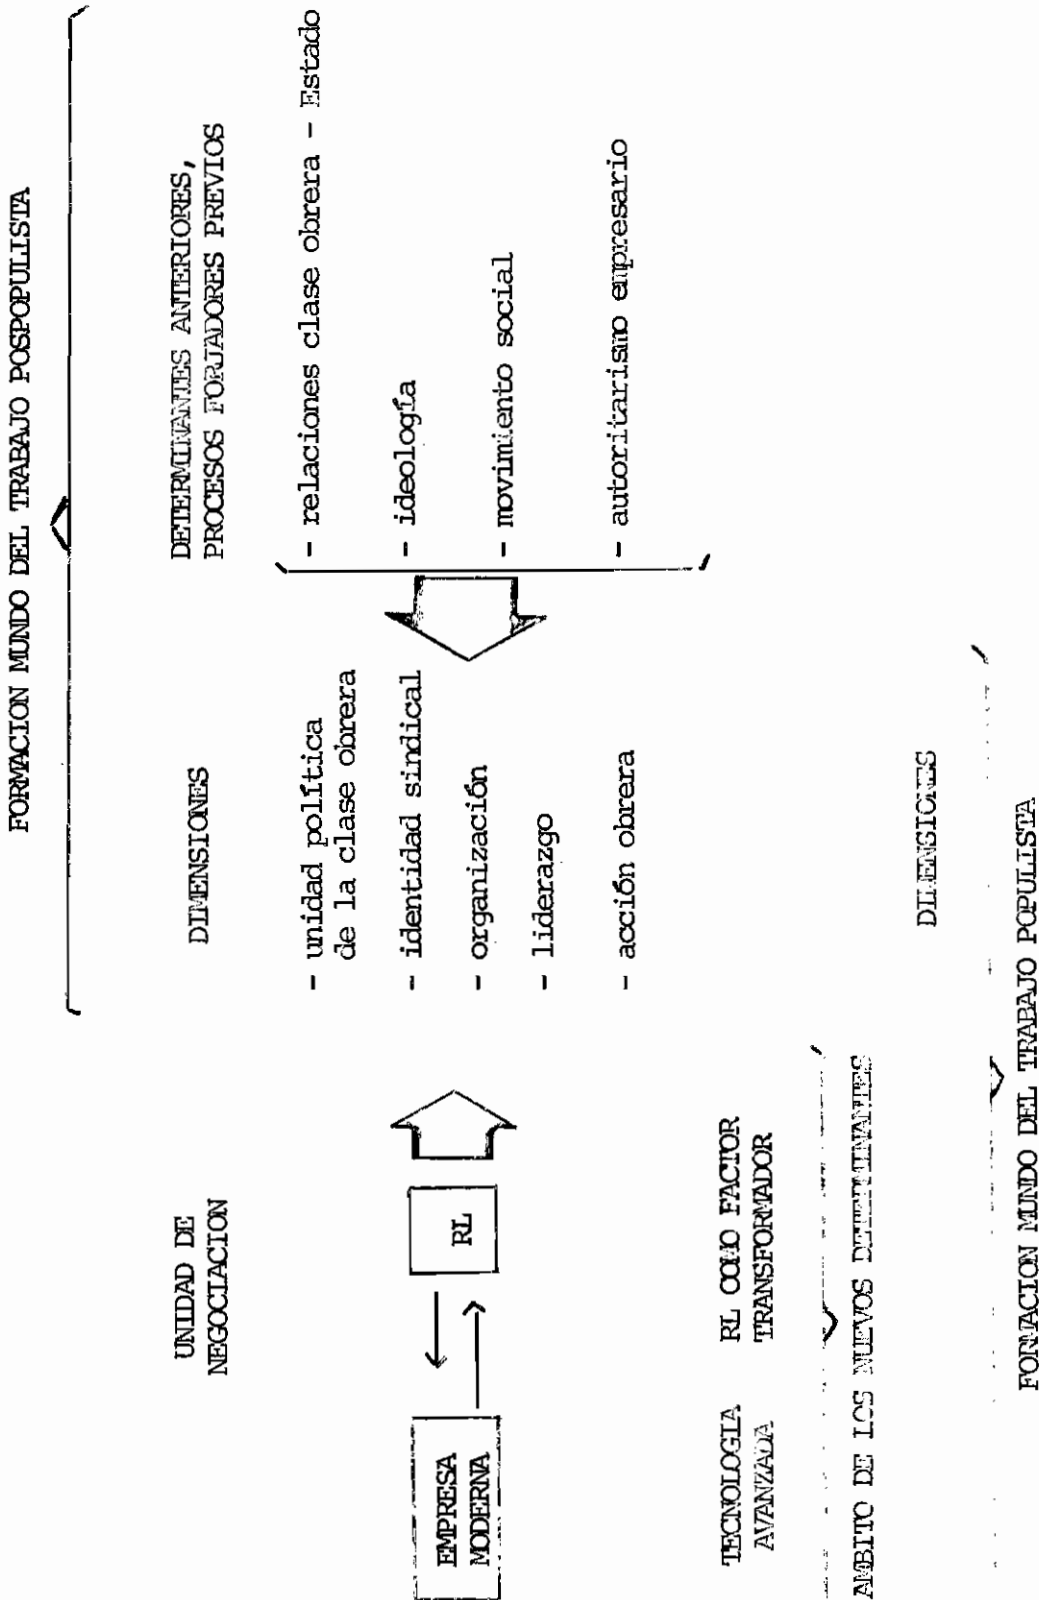 FORMACION MUNDO DEL TRABAJO POSPOPULISTA
UNIDAD DE
NEGOCIACION
DIMENSIONES
DETERMINANTES ANTERIORES,
PROCESOS FORJADORES PREVIOS
EMPRESA
MODERNA
RL
- unidad política
de la clase obrera
- identidad sindical
- organización
- liderazgo
- acción obrera
- relaciones clase obrera - Estado
- ideología
- movimiento social
- autoritarismo empresario
TECNOLOGIA
AVANZADA
RL COMO FACTOR
TRANSFORMADOR
AMBITO DE LOS NUEVOS DETERMINANTES
DIMENSIONES
FORMACION MUNDO DEL TRABAJO POPULISTA